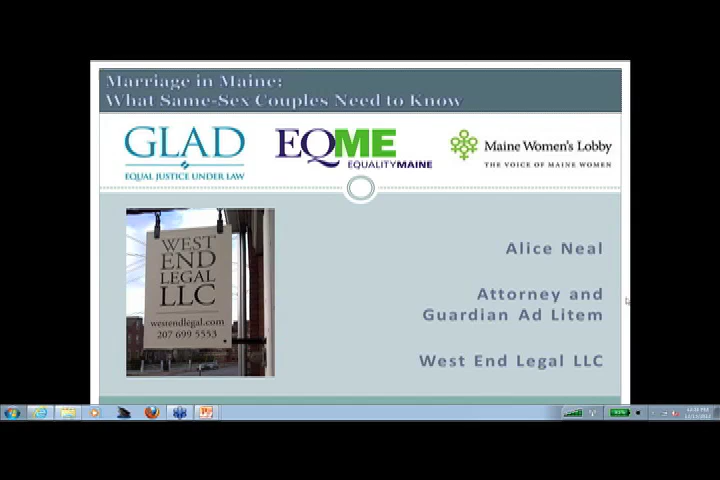 Marriage in Maine:
What Same-Sex Couples Need to Know
GLAD
EQUAL JUSTICE UNDER LAW
EQME
EQUALITYMAINE
Maine Women's Lobby
THE VOICE OF MAINE WOMEN
WEST
END
LEGAL
LLC
westendlegal.com
207 699 5553
Alice Neal
Attorney and
Guardian Ad Litem
West End Legal LLC